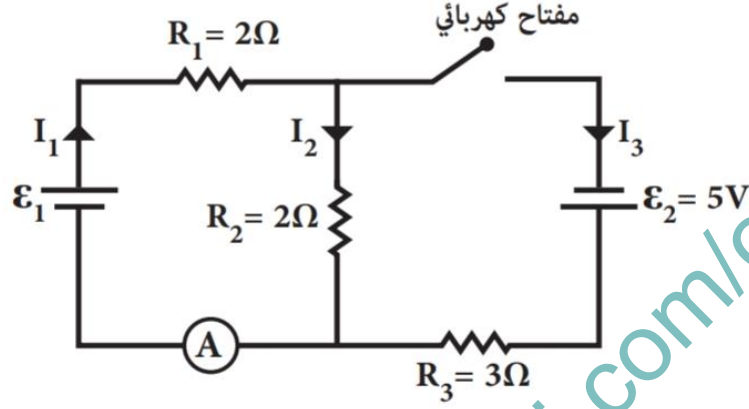 مفتاح كهربائي
R₁= 2Ω
I₁
I₂
I₃
ε₁
R₂= 2Ω
ε₂= 5V
A
R₃= 3Ω
com/